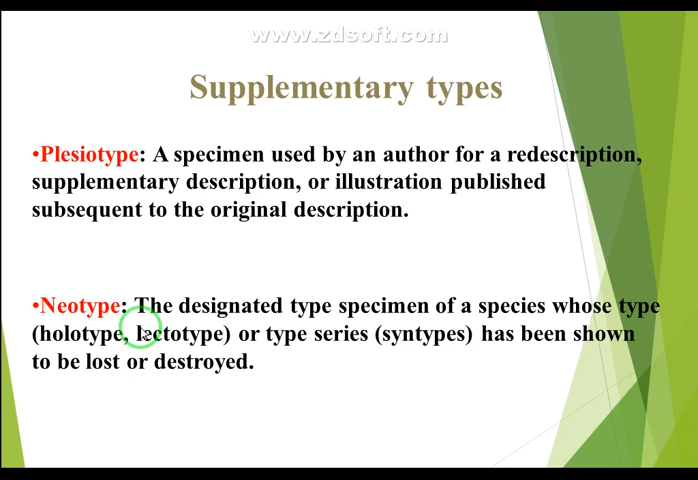 www.zdsoft.com
Supplementary types
•Plesiotype: A specimen used by an author for a redescription,
supplementary description, or illustration published
subsequent to the original description.
•Neotype: The designated type specimen of a species whose type
(holotype, lectotype) or type series (syntypes) has been shown
to be lost or destroyed.